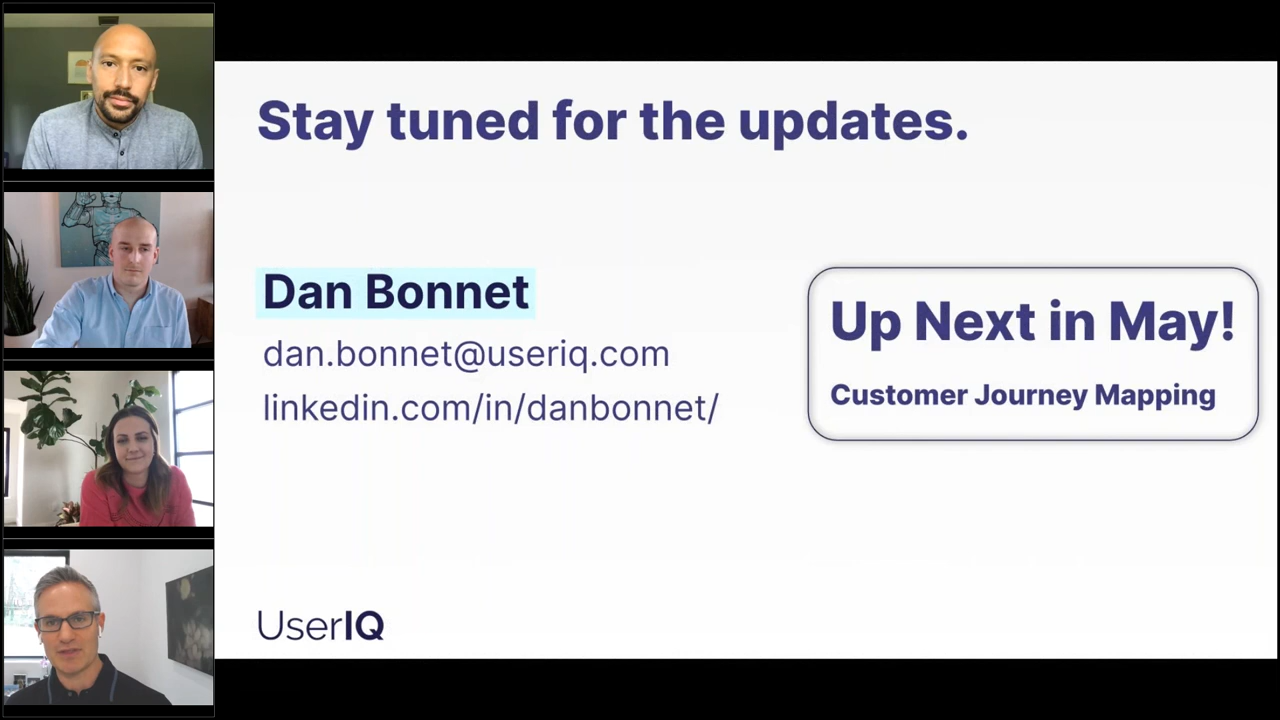 Stay tuned for the updates.
Dan Bonnet
dan.bonnet@useriq.com
linkedin.com/in/danbonnet/
Up Next in May!
Customer Journey Mapping
UserIQ